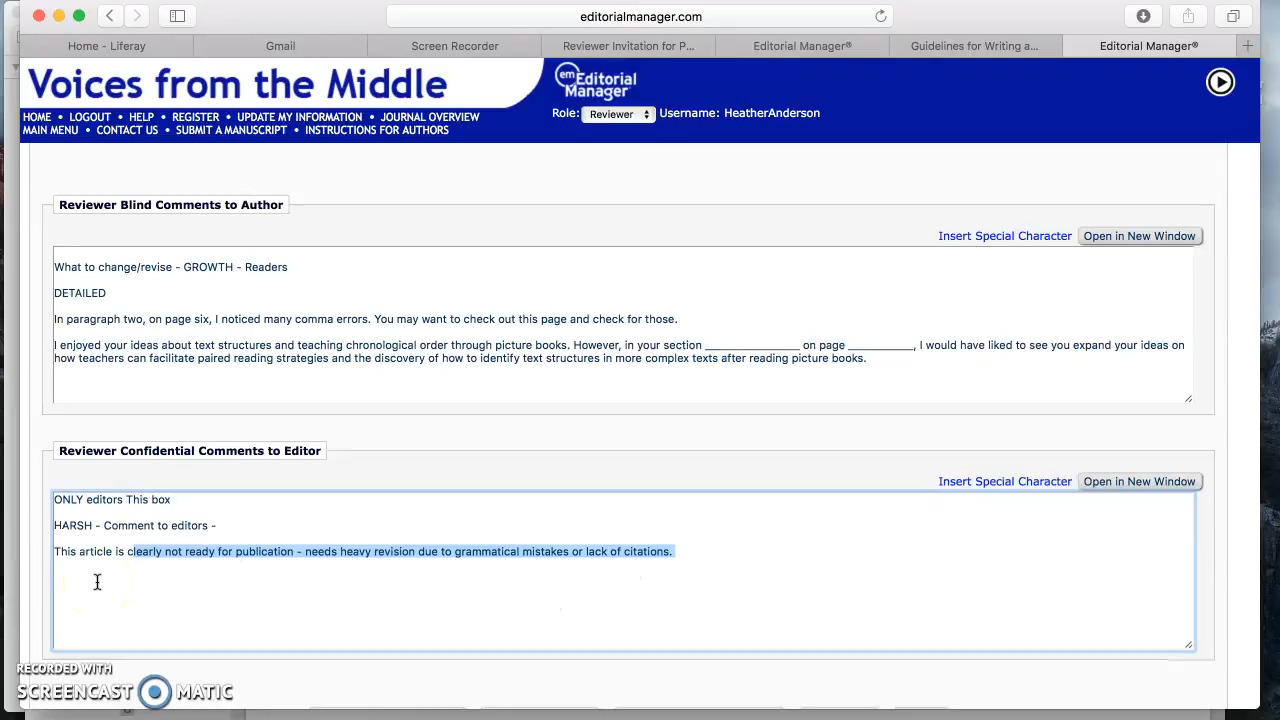 editorialmanager.com
Home - Liferay
Gmail
Screen Recorder
Reviewer Invitation for P...
Editorial Manager®
Guidelines for Writing a...
Editorial Manager®
Voices from the Middle
em Editorial Manager
Role: Reviewer Username: HeatherAnderson
HOME • LOGOUT • HELP • REGISTER • UPDATE MY INFORMATION • JOURNAL OVERVIEW
MAIN MENU • CONTACT US • SUBMIT A MANUSCRIPT • INSTRUCTIONS FOR AUTHORS
Reviewer Blind Comments to Author
Insert Special Character Open in New Window
What to change/revise - GROWTH - Readers
DETAILED
In paragraph two, on page six, I noticed many comma errors. You may want to check out this page and check for those.
I enjoyed your ideas about text structures and teaching chronological order through picture books. However, in your section ________________ on page ___________, I would have liked to see you expand your ideas on
how teachers can facilitate paired reading strategies and the discovery of how to identify text structures in more complex texts after reading picture books.
Reviewer Confidential Comments to Editor
Insert Special Character Open in New Window
ONLY editors This box
HARSH - Comment to editors -
This article is clearly not ready for publication - needs heavy revision due to grammatical mistakes or lack of citations.
RECORDED WITH
SCREENCAST MATIC